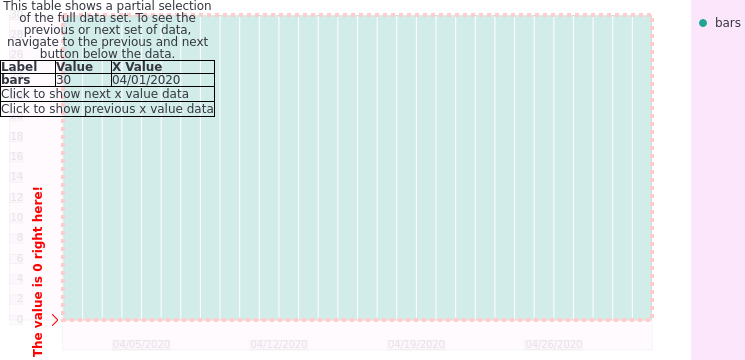 This table shows a partial selection
of the full data set. To see the
previous or next set of data,
navigate to the previous and next
button below the data.
Label Value X Value
bars 30 04/01/2020
Click to show next x value data
Click to show previous x value data
bars
18
16
14
12
10
8
6
4
2
0
The value is 0 right here!
04/05/2020 04/12/2020 04/19/2020 04/26/2020